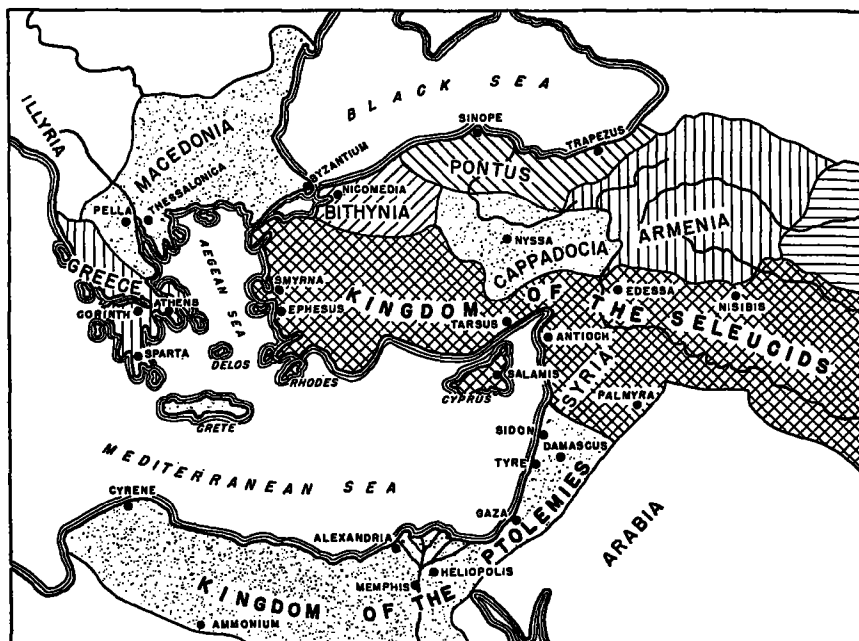 BLACK SEA
ILLYRIA
MACEDONIA
SINOPE
TRAPEZUS
BYZANTIUM
PONTUS
THESSALONICA
NICOMEDIA
PELLA
BITHYNIA
ARMENIA
NYSSA
CAPPADOCIA
AEGEAN SEA
GREECE
SMYRNA
EDESSA
NISIBIS
KINGDOM OF THE SELEUCIDS
ATHENS
CORINTH
EPHESUS
TARSUS
ANTIOCH
SPARTA
DELOS
RHODES
SALAMIS
CYPRUS
SYRIA
PALMYRA
CRETE
SIDON
DAMASCUS
TYRE
MEDITERRANEAN SEA
CYRENE
GAZA
ARABIA
ALEXANDRIA
HELIOPOLIS
MEMPHIS
KINGDOM OF THE PTOLEMIES
AMMONIUM